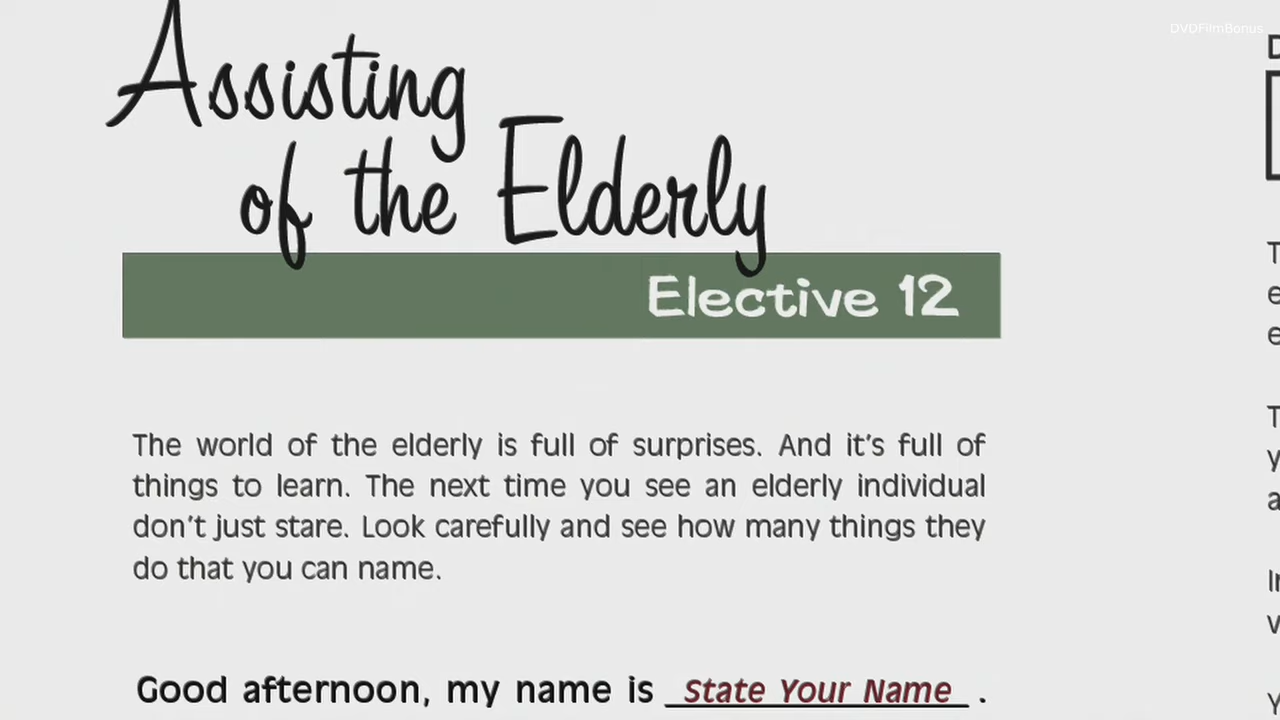 DVDFilmBonus
Assisting
of the Elderly
Elective 12
The world of the elderly is full of surprises. And it's full of
things to learn. The next time you see an elderly individual
don't just stare. Look carefully and see how many things they
do that you can name.
Good afternoon, my name is State Your Name .